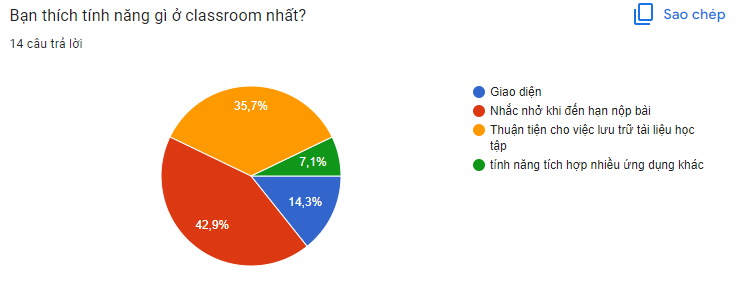 Bạn thích tính năng gì ở classroom nhất?
Sao chép
14 câu trả lời
35,7%
7,1%
14,3%
42,9%
Giao diện
Nhắc nhở khi đến hạn nộp bài
Thuận tiện cho việc lưu trữ tài liệu học
tập
tính năng tích hợp nhiều ứng dụng khác